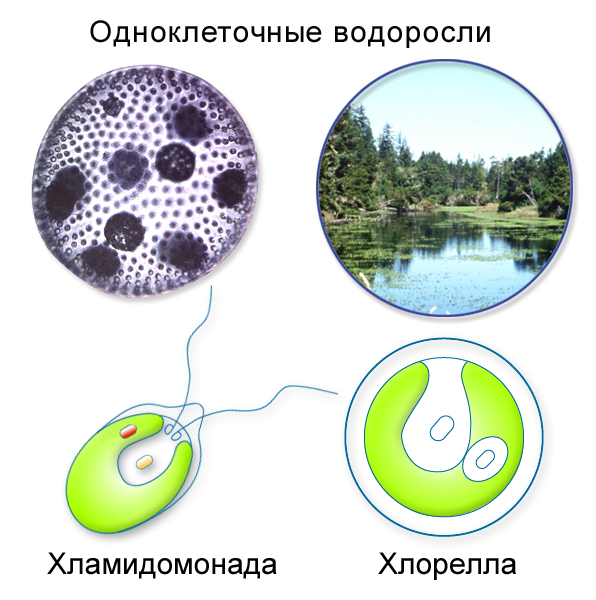 Одноклеточные водоросли
Хламидомонада
Хлорелла